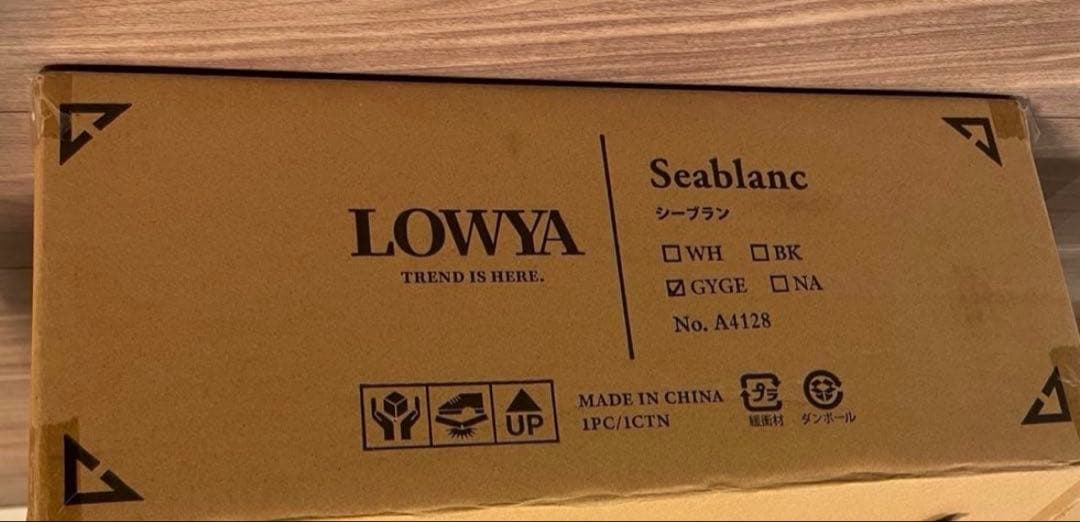 LOWYA
TREND IS HERE.
Seablanc
シーブラン
☐WH ☐BK
☑GYGE ☐NA
No. A4128
UP
MADE IN CHINA
1PC/1CTN
プラ
緩衝材
ダンボール